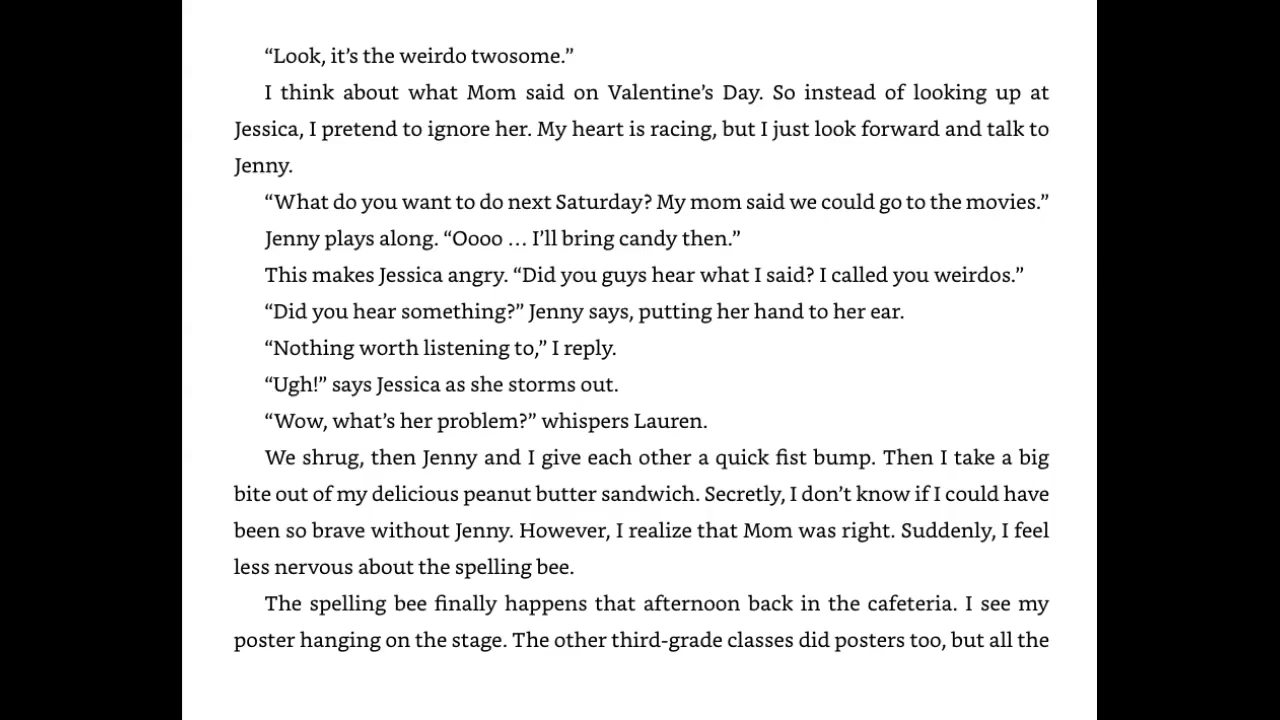 “Look, it’s the weirdo twosome.”
I think about what Mom said on Valentine’s Day. So instead of looking up at
Jessica, I pretend to ignore her. My heart is racing, but I just look forward and talk to
Jenny.
“What do you want to do next Saturday? My mom said we could go to the movies.”
Jenny plays along. “Oooo … I’ll bring candy then.”
This makes Jessica angry. “Did you guys hear what I said? I called you weirdos.”
“Did you hear something?” Jenny says, putting her hand to her ear.
“Nothing worth listening to,” I reply.
“Ugh!” says Jessica as she storms out.
“Wow, what’s her problem?” whispers Lauren.
We shrug, then Jenny and I give each other a quick fist bump. Then I take a big
bite out of my delicious peanut butter sandwich. Secretly, I don’t know if I could have
been so brave without Jenny. However, I realize that Mom was right. Suddenly, I feel
less nervous about the spelling bee.
The spelling bee finally happens that afternoon back in the cafeteria. I see my
poster hanging on the stage. The other third-grade classes did posters too, but all the